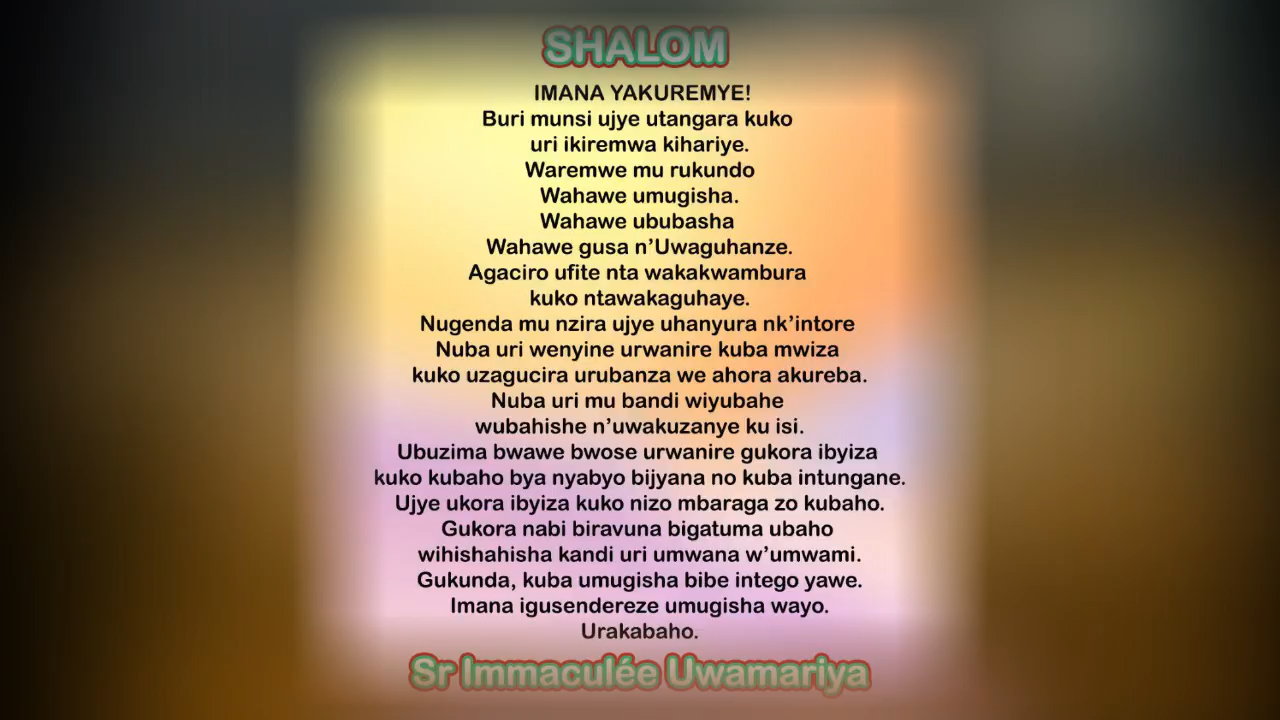 SHALOM
IMANA YAKUREMYE!
Buri munsi ujye utangara kuko
uri ikiremwa kihariye.
Waremwe mu rukundo
Wahawe umugisha.
Wahawe ububasha
Wahawe gusa n’Uwaguhanze.
Agaciro ufite nta wakakwambura
kuko ntawakaguhaye.
Nugenda mu nzira ujye uhanyura nk’intore
Nuba uri wenyine urwanire kuba mwiza
kuko uzagucira urubanza we ahora akureba.
Nuba uri mu bandi wiyubahe
wubahishe n’uwakuzanye ku isi.
Ubuzima bwawe bwose urwanire gukora ibyiza
kuko kubaho bya nyabyo bijyana no kuba intungane.
Ujye ukora ibyiza kuko nizo mbaraga zo kubaho.
Gukora nabi biravuna bigatuma ubaho
wihishahisha kandi uri umwana w’umwami.
Gukunda, kuba umugisha bibe intego yawe.
Imana igusendereze umugisha wayo.
Urakabaho.
Sr Immaculée Uwamariya